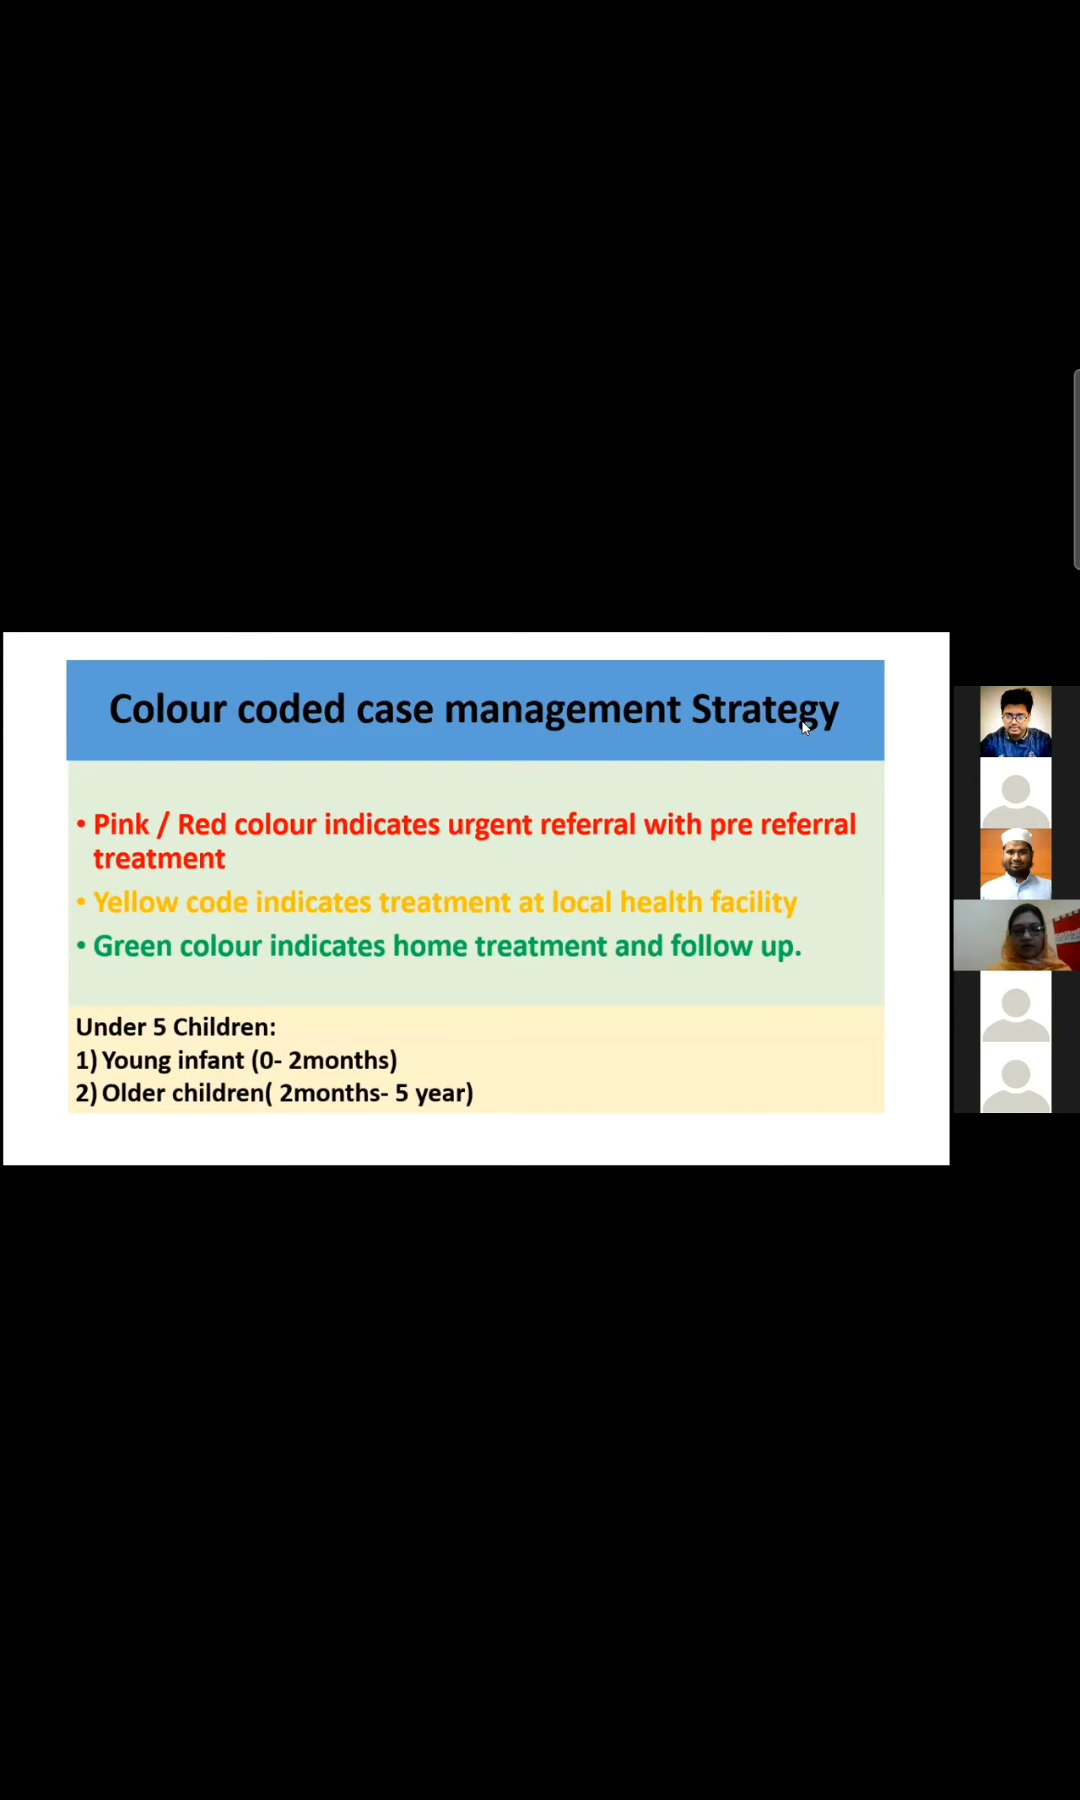 Colour coded case management Strategy
• Pink / Red colour indicates urgent referral with pre referral
treatment
• Yellow code indicates treatment at local health facility
• Green colour indicates home treatment and follow up.
Under 5 Children:
1) Young infant (0- 2months)
2) Older children( 2months- 5 year)